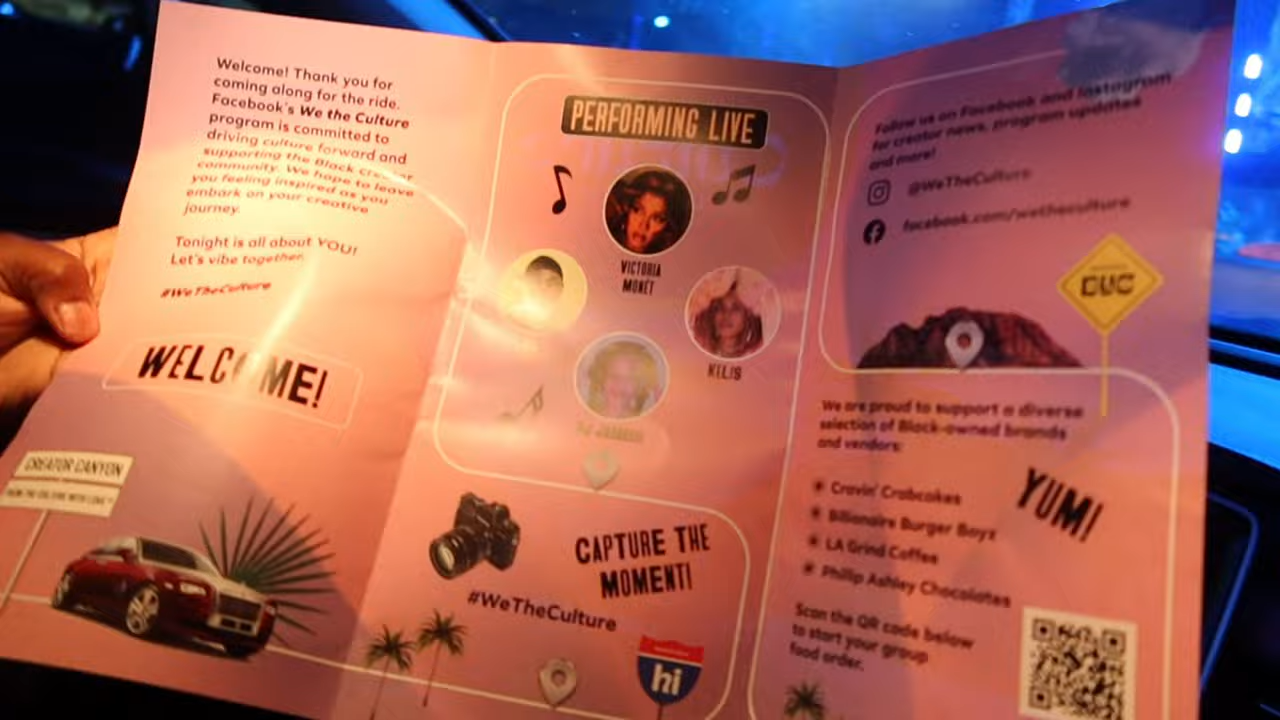 Welcome! Thank you for
coming along for the ride.
Facebook's We the Culture
program is committed to
driving culture forward and
supporting the Black creator
community. We hope to leave
you feeling inspired as you
embark on your creative
journey.
Tonight is all about YOU!
Let's vibe together.
#WeTheCulture
WELCOME!
CREATOR CANYON
PERFORMING LIVE
VICTORIA
MONÉT
KELIS
CAPTURE THE
MOMENT!
#WeTheCulture
hi
Follow us on Facebook and Instagram
for creator news, program updates
and more!
@WeTheCulture
facebook.com/wetheculture
We are proud to support a diverse
selection of Black-owned brands
and vendors:
Cravin' Crabcakes
Billionaire Burger Boyz
LA Grind Coffee
Phillip Ashley Chocolates
YUM!
Scan the QR code below
to start your group
food order.